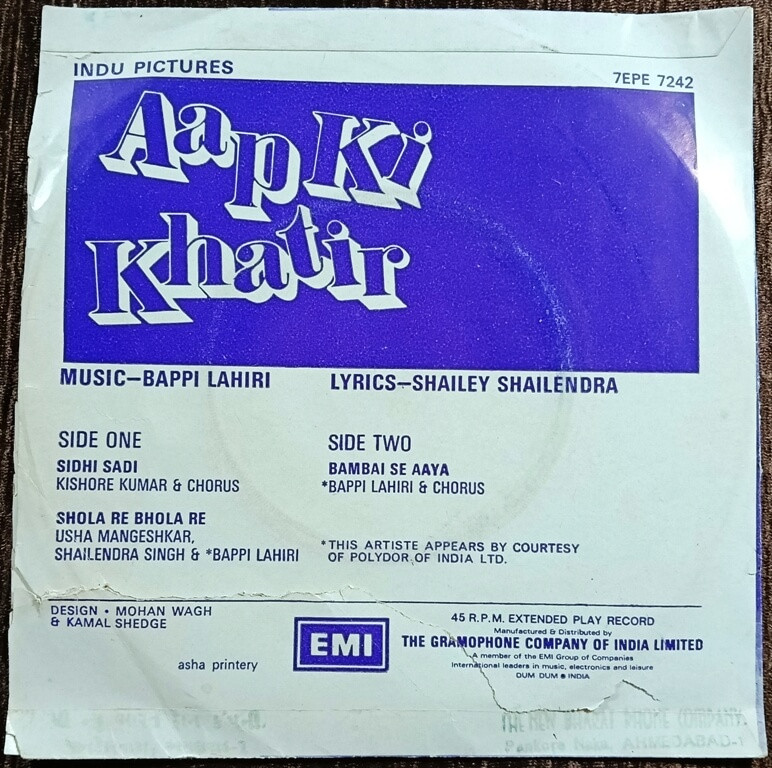 INDU PICTURES
7EPE 7242
Aap Ki
Khatir
MUSIC–BAPPI LAHIRI
LYRICS–SHAILEY SHAILENDRA
SIDE ONE
SIDHI SADI
KISHORE KUMAR & CHORUS
SHOLA RE BHOLA RE
USHA MANGESHKAR,
SHAILENDRA SINGH & *BAPPI LAHIRI
SIDE TWO
BAMBAI SE AAYA
*BAPPI LAHIRI & CHORUS
*THIS ARTISTE APPEARS BY COURTESY
OF POLYDOR OF INDIA LTD.
DESIGN • MOHAN WAGH
& KAMAL SHEDGE
asha printery
EMI
45 R.P.M. EXTENDED PLAY RECORD
Manufactured & Distributed by
THE GRAMOPHONE COMPANY OF INDIA LIMITED
A member of the EMI Group of Companies
International leaders in music, electronics and leisure
DUM DUM • INDIA
THE NEW BHARAT PHONE COMPANY.
AHMEDABAD-1